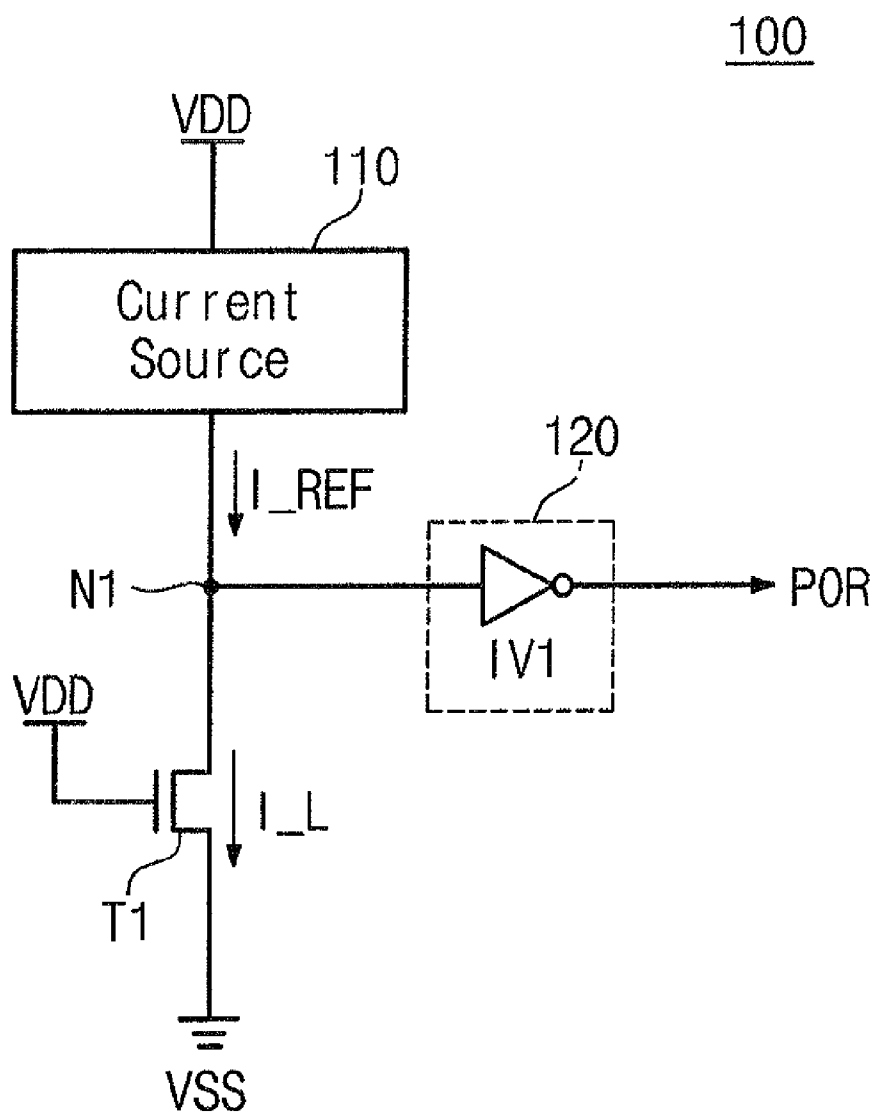 100
VDD
110
Current
Source
120
I_REF
N1
POR
IV1
VDD
I_L
T1
VSS